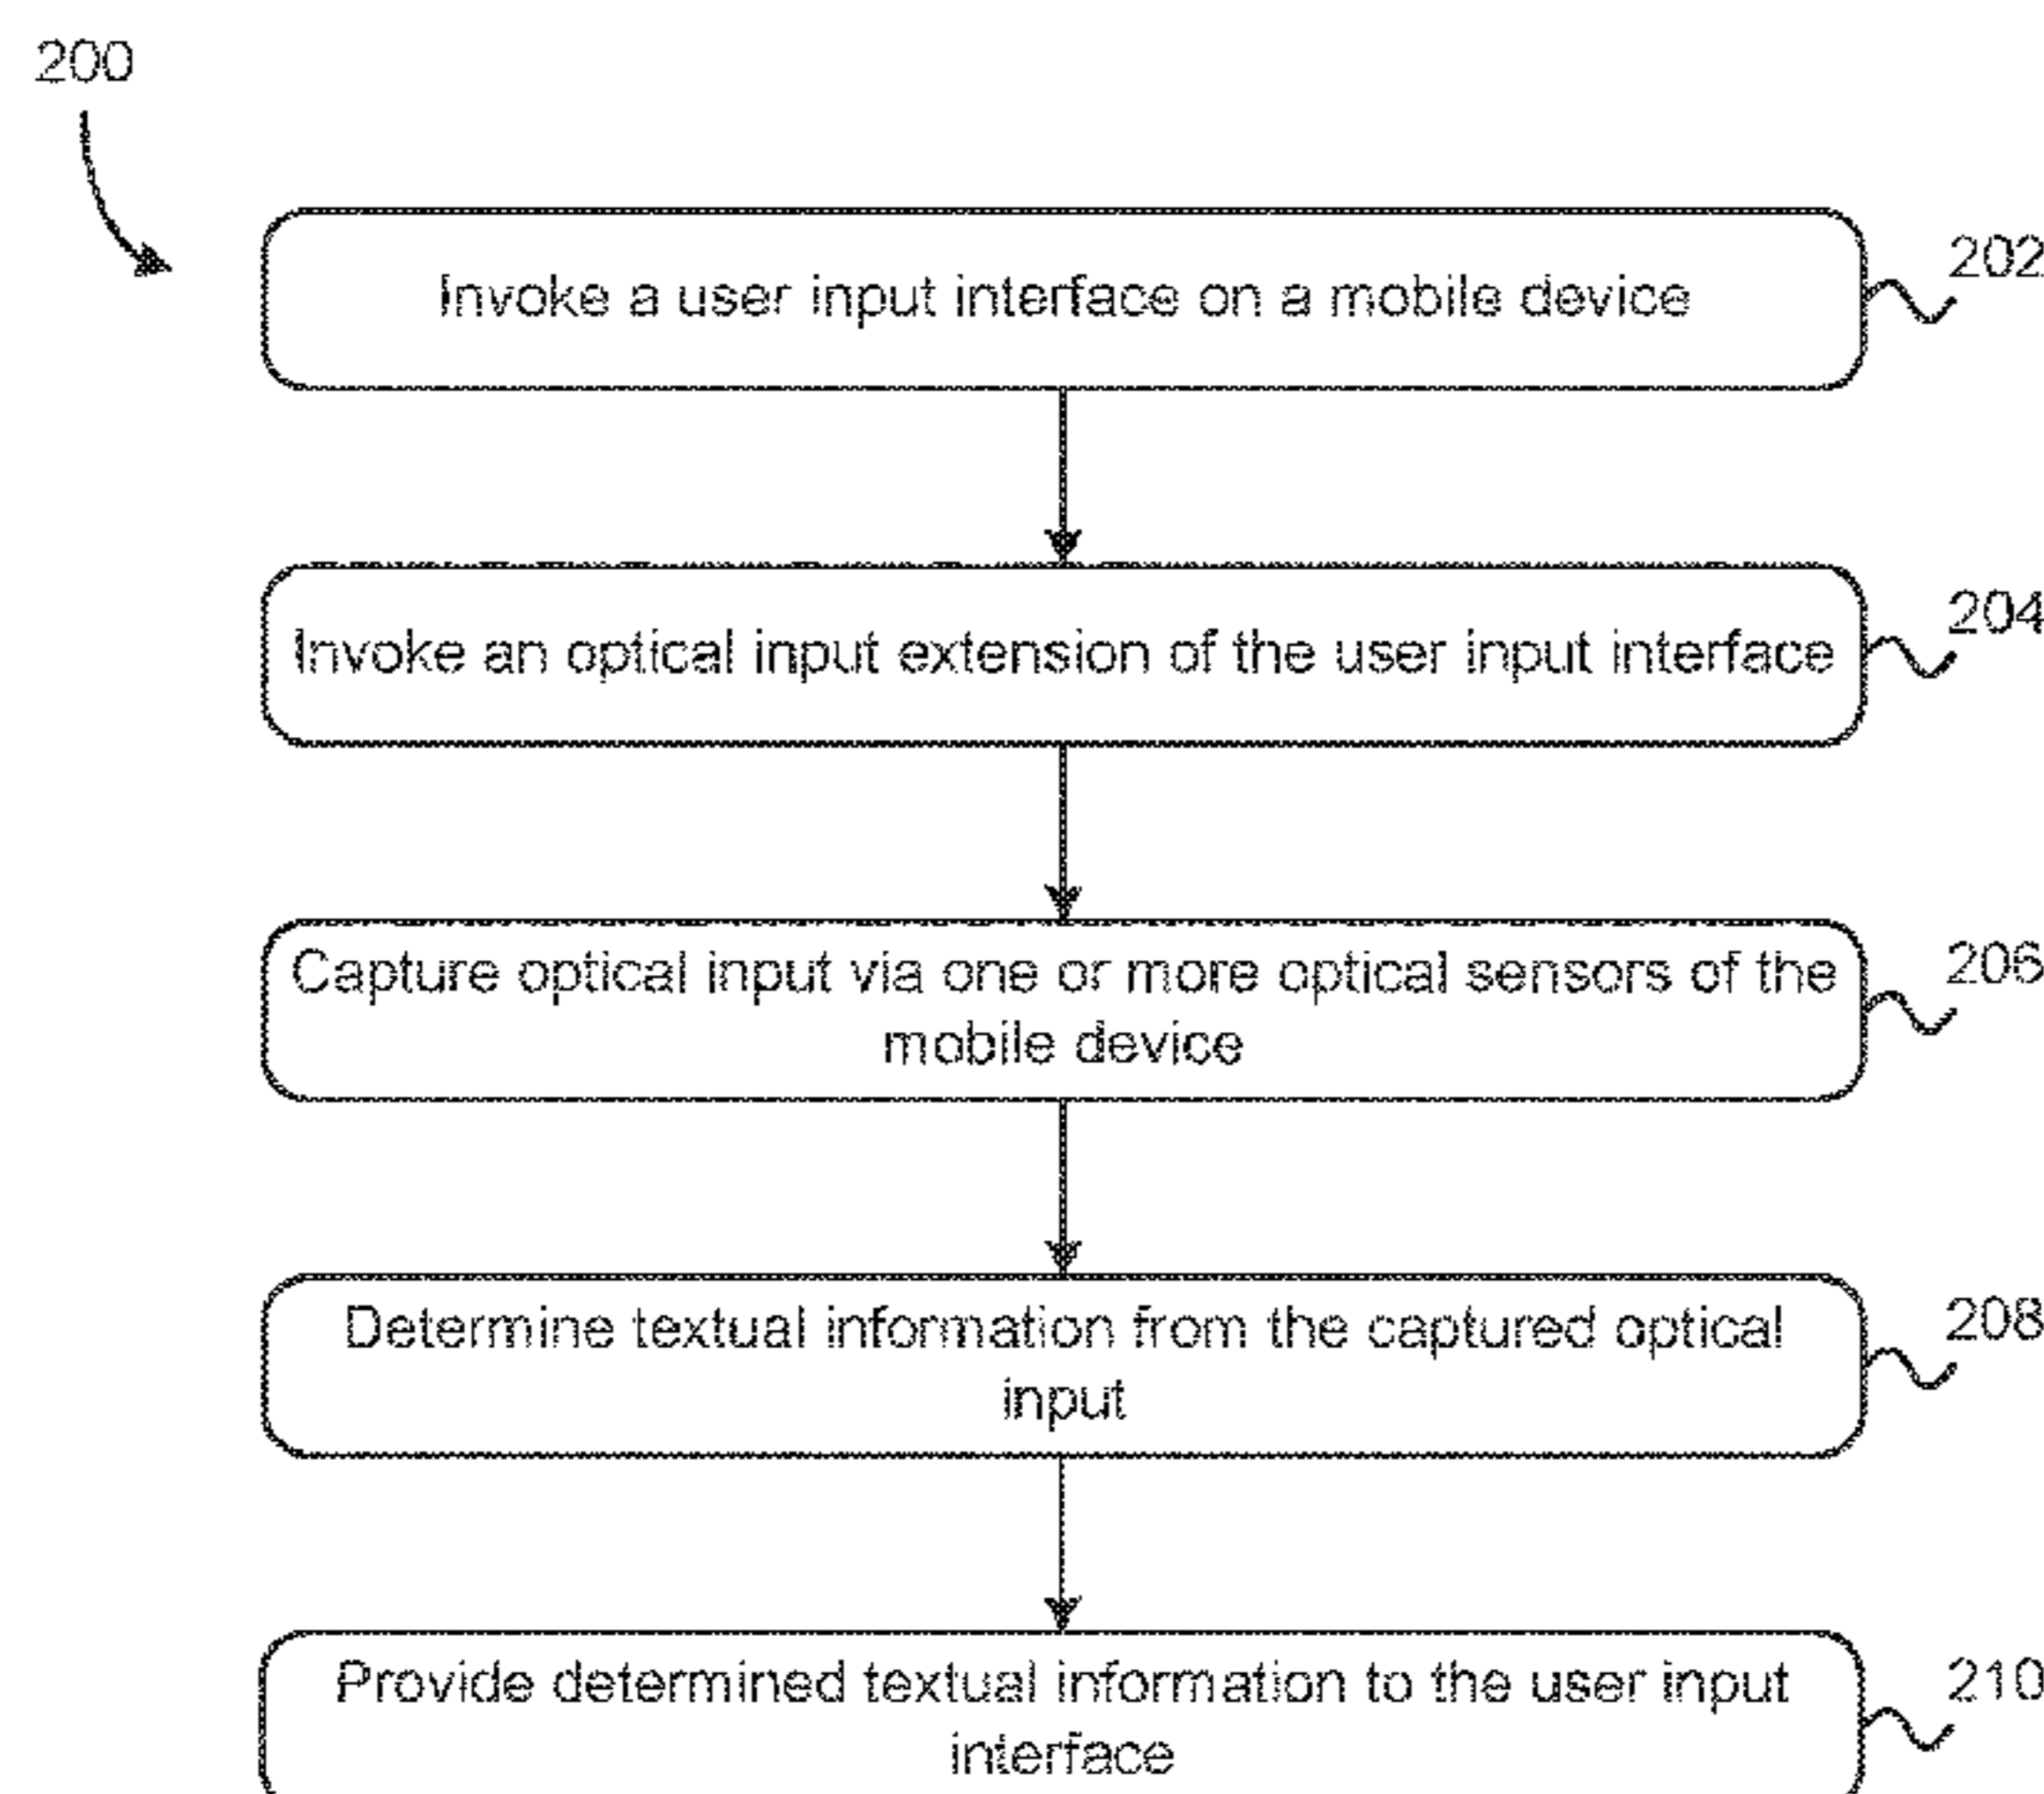 200
Invoke a user input interface on a mobile device
202
Invoke an optical input extension of the user input interface
204
Capture optical input via one or more optical sensors of the
mobile device
206
Determine textual information from the captured optical
input
208
Provide determined textual information to the user input
interface
210